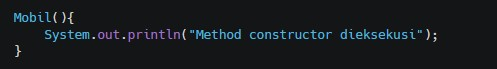 Mobil(){
    System.out.println("Method constructor dieksekusi");
}